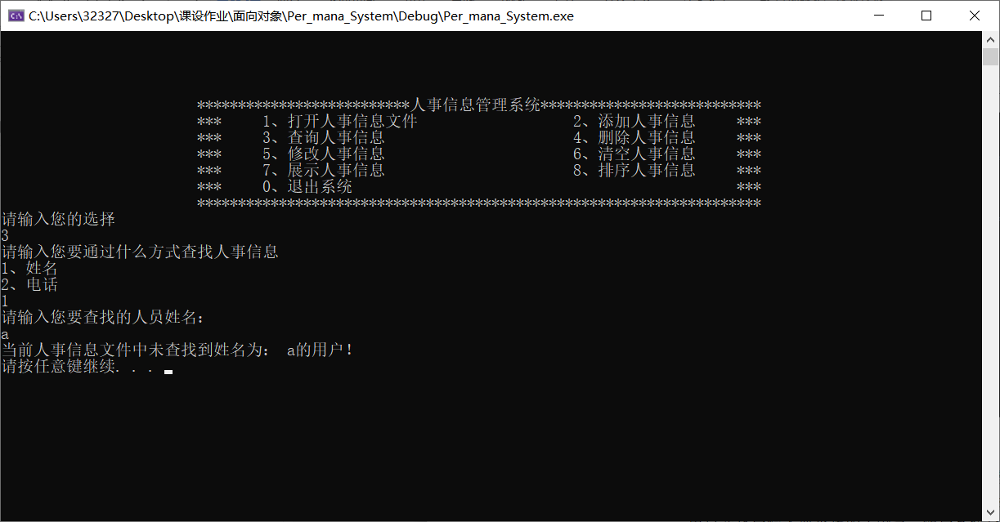 C:\Users\32327\Desktop\课设作业\面向对象\Per_mana_System\Debug\Per_mana_System.exe
**************************人事信息管理系统***************************
*** 1、打开人事信息文件 2、添加人事信息 ***
*** 3、查询人事信息 4、删除人事信息 ***
*** 5、修改人事信息 6、清空人事信息 ***
*** 7、展示人事信息 8、排序人事信息 ***
*** 0、退出系统 ***
*********************************************************************
请输入您的选择
3
请输入您要通过什么方式查找人事信息
1、姓名
2、电话
1
请输入您要查找的人员姓名：
a
当前人事信息文件中未查找到姓名为： a的用户！
请按任意键继续. . .